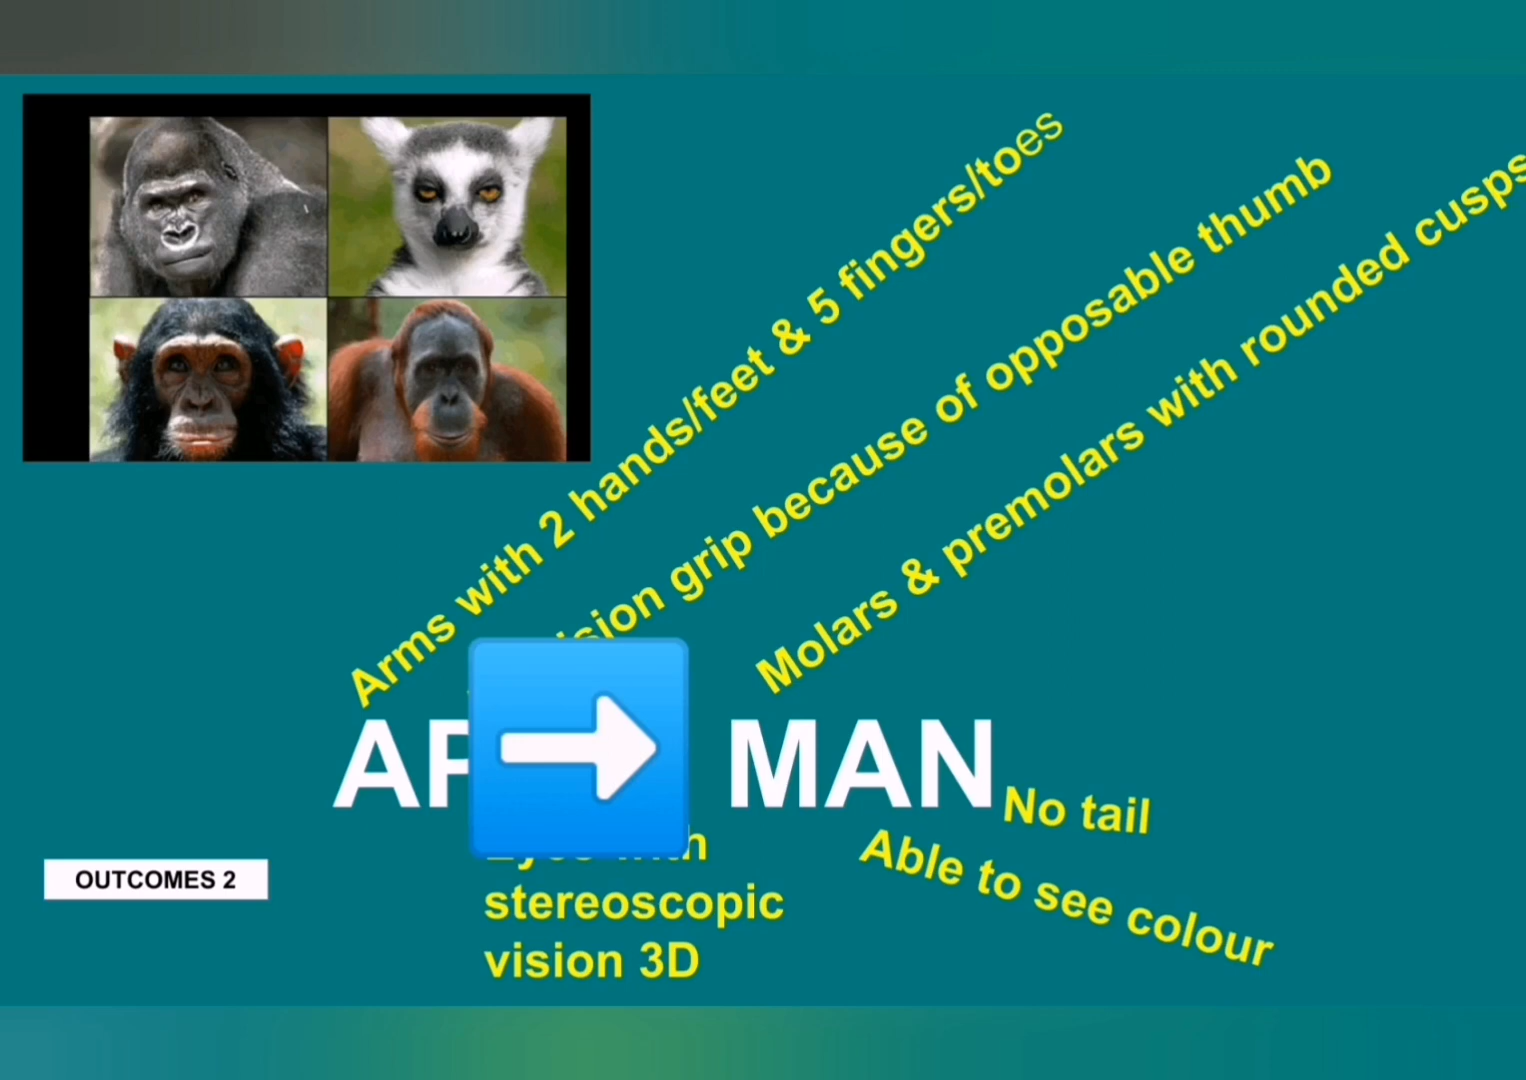 Arms with 2 hands/feet & 5 fingers/toes
grip because of opposable thumb
Molars & premolars with rounded cusps
MAN
No tail
Able to see colour
stereoscopic
vision 3D
OUTCOMES 2